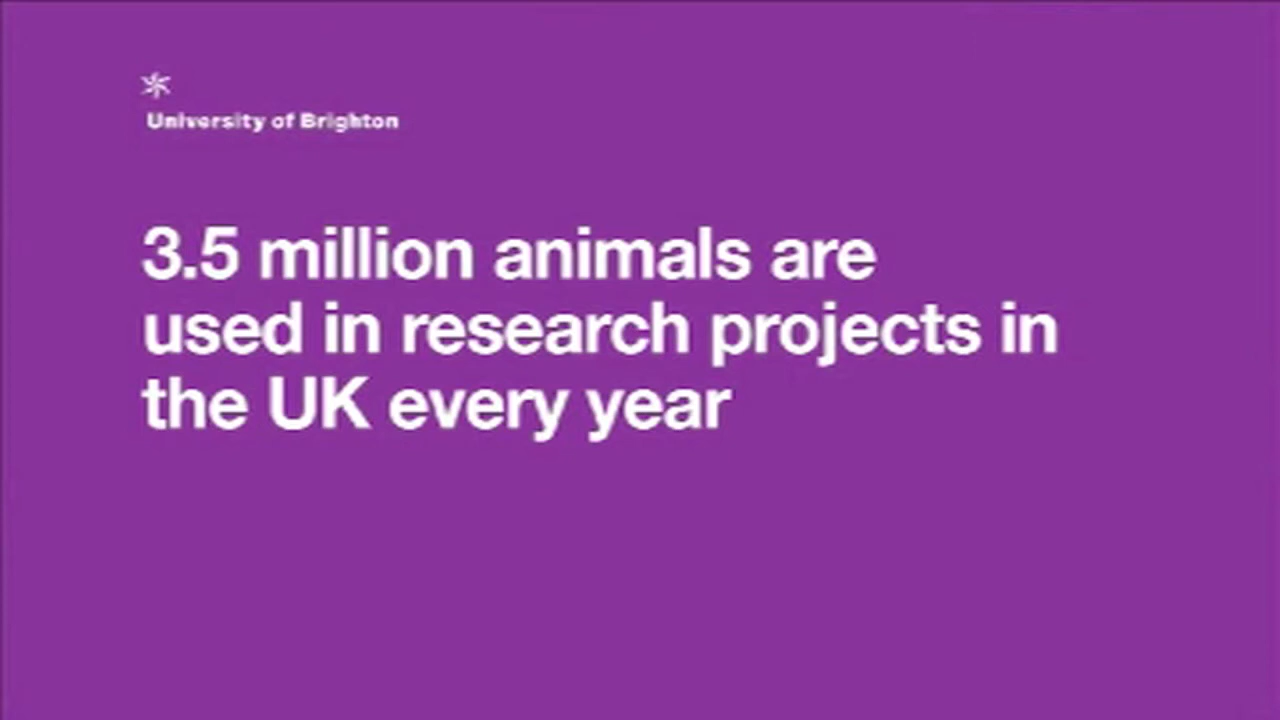 University of Brighton
3.5 million animals are
used in research projects in
the UK every year